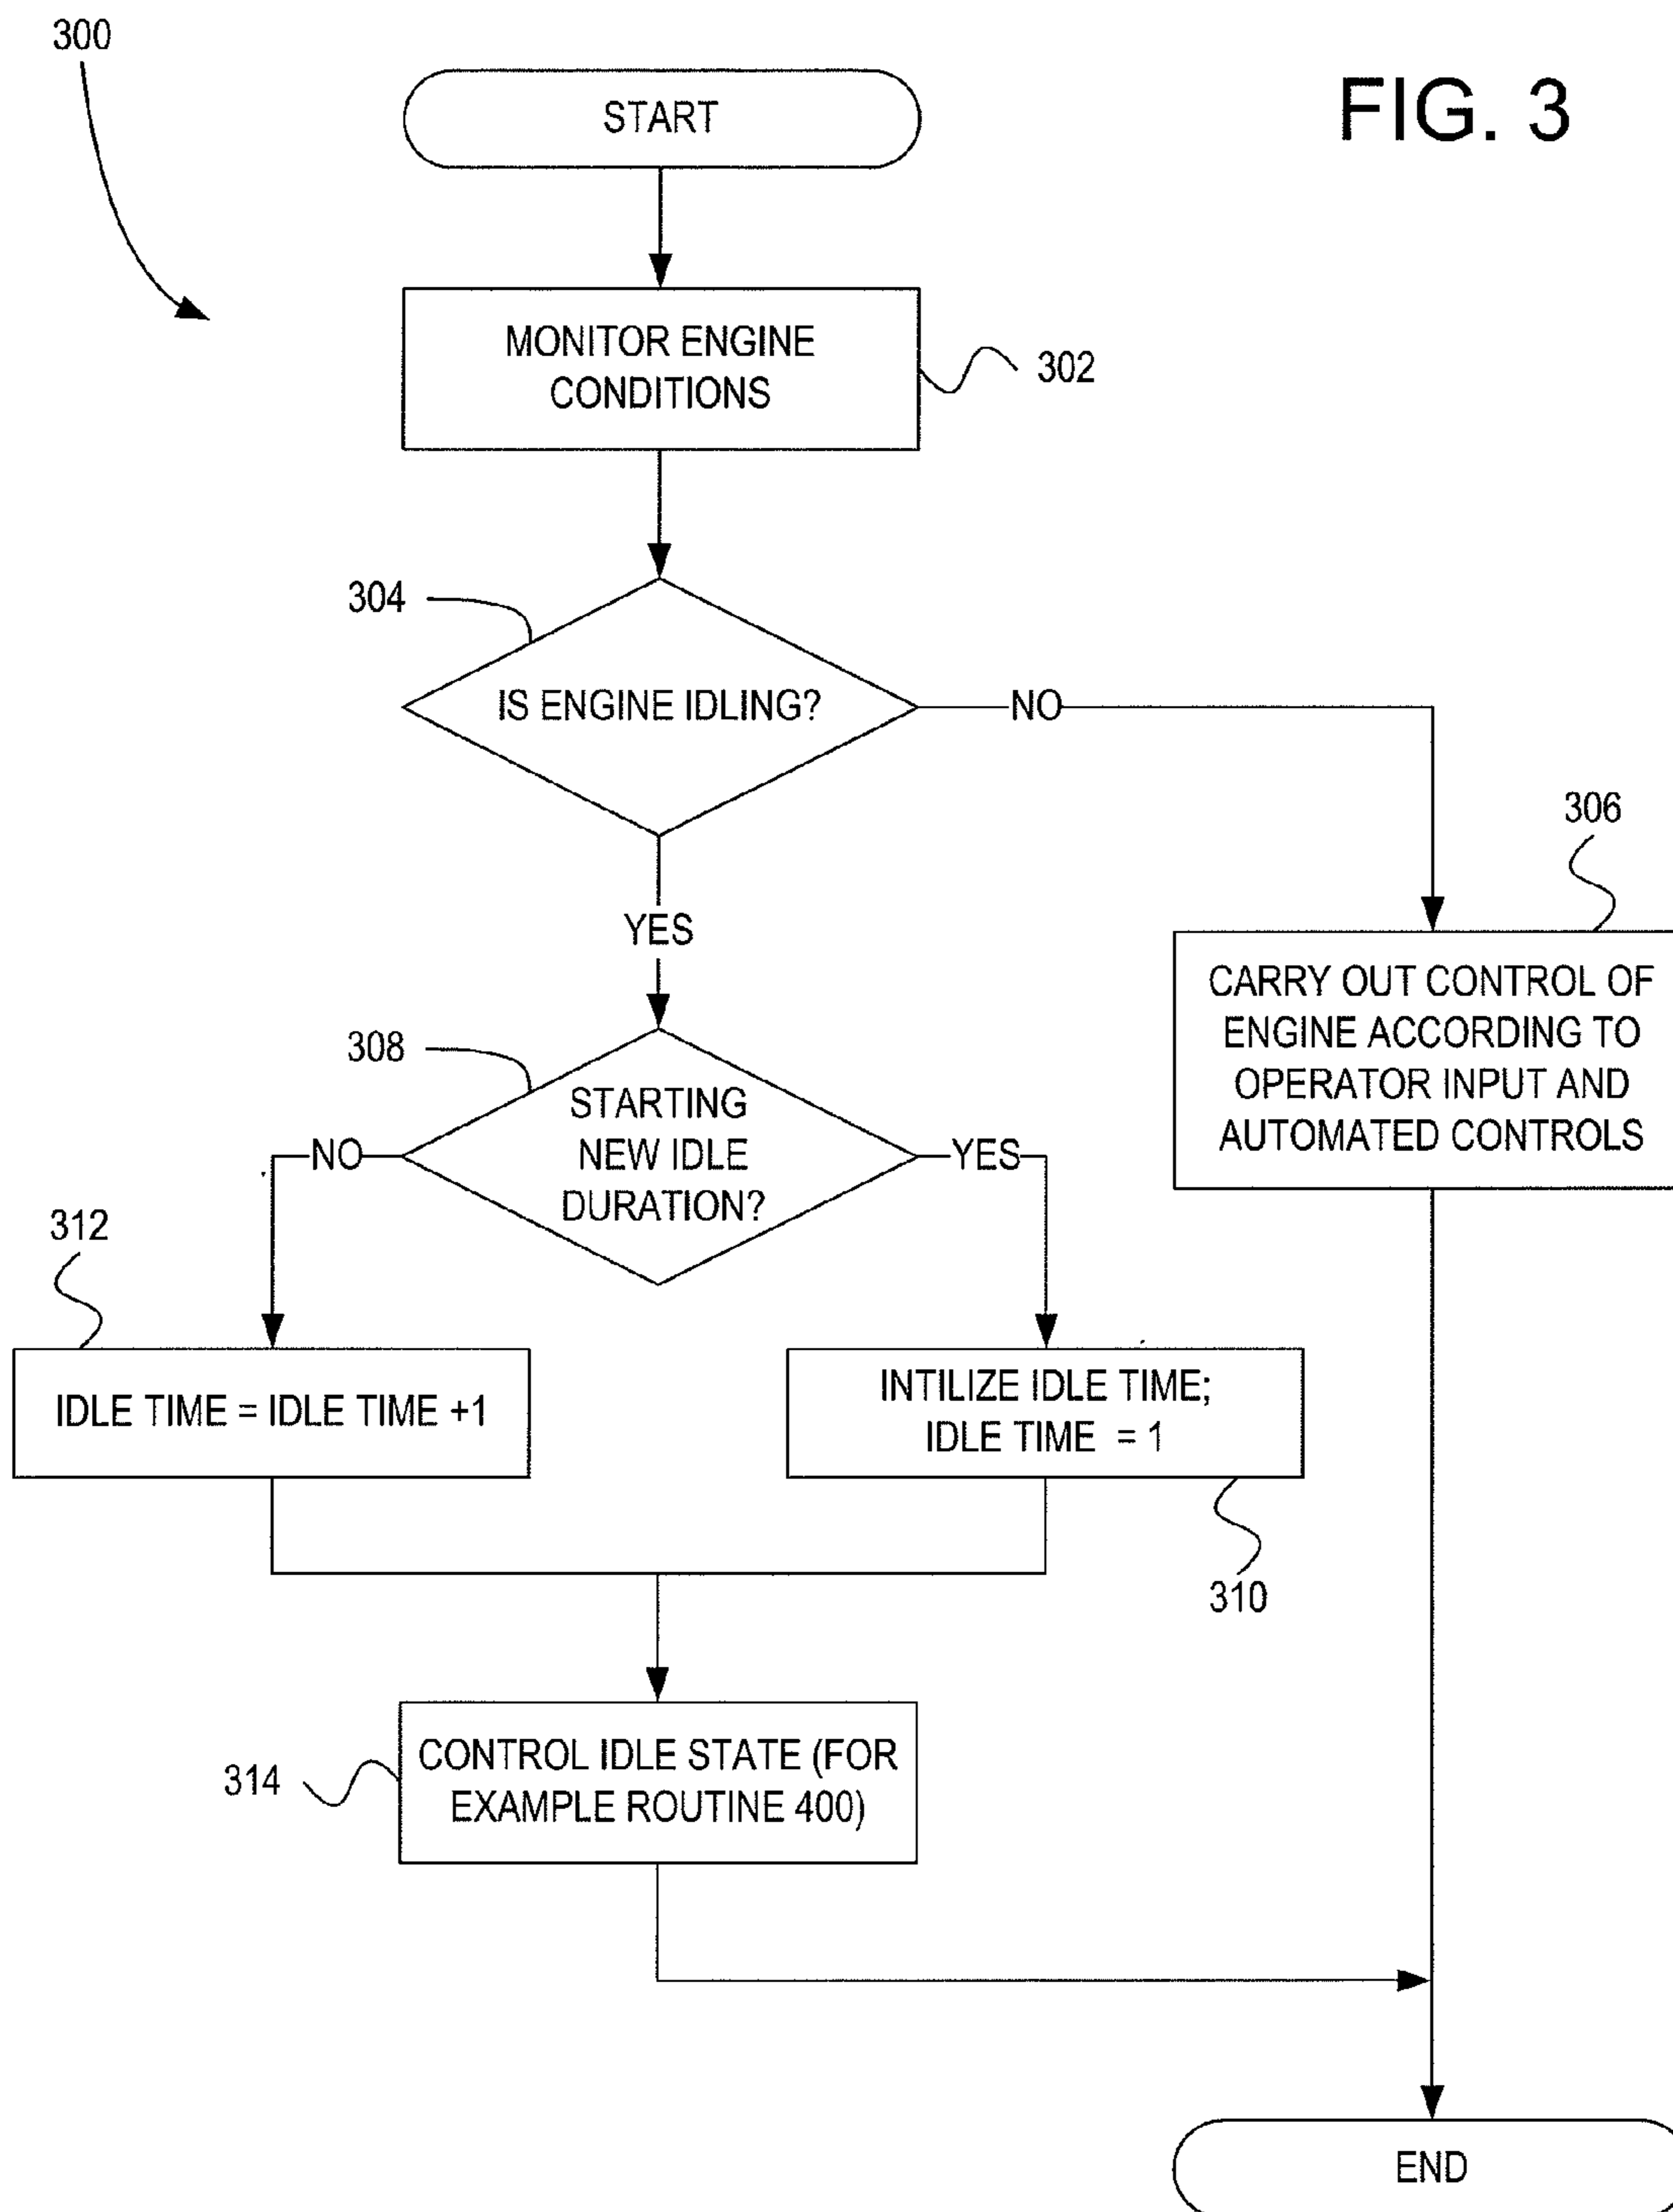 300
FIG. 3
START
MONITOR ENGINE
CONDITIONS
302
304
IS ENGINE IDLING?
NO
YES
306
CARRY OUT CONTROL OF
ENGINE ACCORDING TO
OPERATOR INPUT AND
AUTOMATED CONTROLS
308
STARTING
NEW IDLE
DURATION?
NO
YES
312
IDLE TIME = IDLE TIME +1
INTILIZE IDLE TIME;
IDLE TIME = 1
310
314
CONTROL IDLE STATE (FOR
EXAMPLE ROUTINE 400)
END